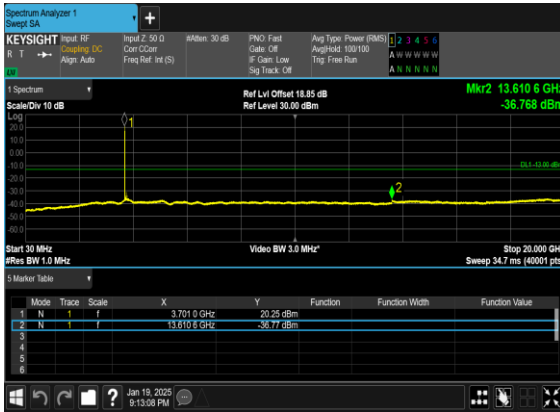 Spectrum Analyzer 1
Swept SA
+
KEYSIGHT Input: RF Input Z: 50 Ω #Atten: 30 dB PNO: Fast Avg Type: Power (RMS) 1 2 3 4 5 6
R T Coupling: DC Corr CCorr Gate: Off Avg|Hold: 100/100 A W W W W W
Align: Auto Freq Ref: Int (S) IF Gain: Low Trig: Free Run
Sig Track: Off A N N N N N
1 Spectrum Ref Lvl Offset 18.85 dB Mkr2 13.610 6 GHz
Scale/Div 10 dB Ref Level 30.00 dBm -36.768 dBm
Log
20.0
10.0
0.00
-10.0
-20.0
-30.0
-40.0
-50.0
-60.0
1
2
DL1 -13.00 dBm
Start 30 MHz Video BW 3.0 MHz* Stop 20.000 GHz
#Res BW 1.0 MHz Sweep 34.7 ms (40001 pts)
5 Marker Table
Mode Trace Scale X Y Function Function Width Function Value
1 N 1 f 3.701 0 GHz 20.25 dBm
2 N 1 f 13.610 6 GHz -36.77 dBm
3
4
5
6
? Jan 19, 2025
9:13:08 PM